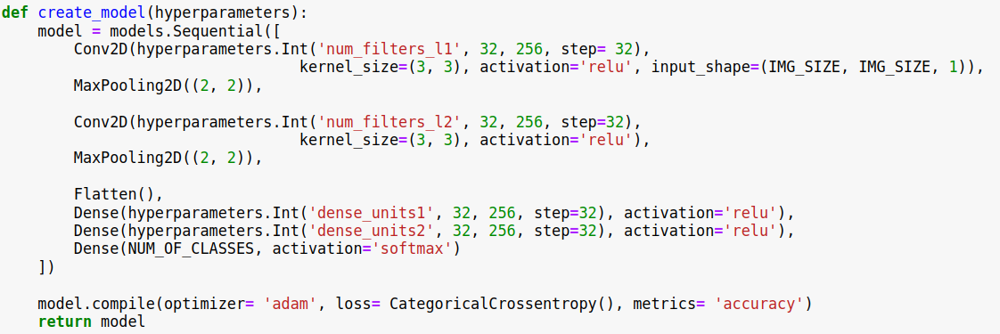 def create_model(hyperparameters):
    model = models.Sequential([
        Conv2D(hyperparameters.Int('num_filters_l1', 32, 256, step= 32),
                                 kernel_size=(3, 3), activation='relu', input_shape=(IMG_SIZE, IMG_SIZE, 1)),
        MaxPooling2D((2, 2)),

        Conv2D(hyperparameters.Int('num_filters_l2', 32, 256, step=32),
                                 kernel_size=(3, 3), activation='relu'),
        MaxPooling2D((2, 2)),

        Flatten(),
        Dense(hyperparameters.Int('dense_units1', 32, 256, step=32), activation='relu'),
        Dense(hyperparameters.Int('dense_units2', 32, 256, step=32), activation='relu'),
        Dense(NUM_OF_CLASSES, activation='softmax')
    ])

    model.compile(optimizer= 'adam', loss= CategoricalCrossentropy(), metrics= 'accuracy')
    return model